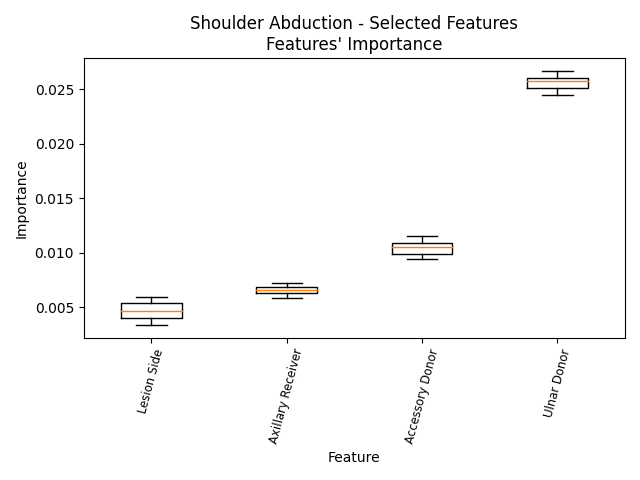 Shoulder Abduction - Selected Features
Features' Importance
0.025
0.020
0.015
0.010
0.005
Importance
Lesion Side
Axillary Receiver
Accessory Donor
Ulnar Donor
Feature